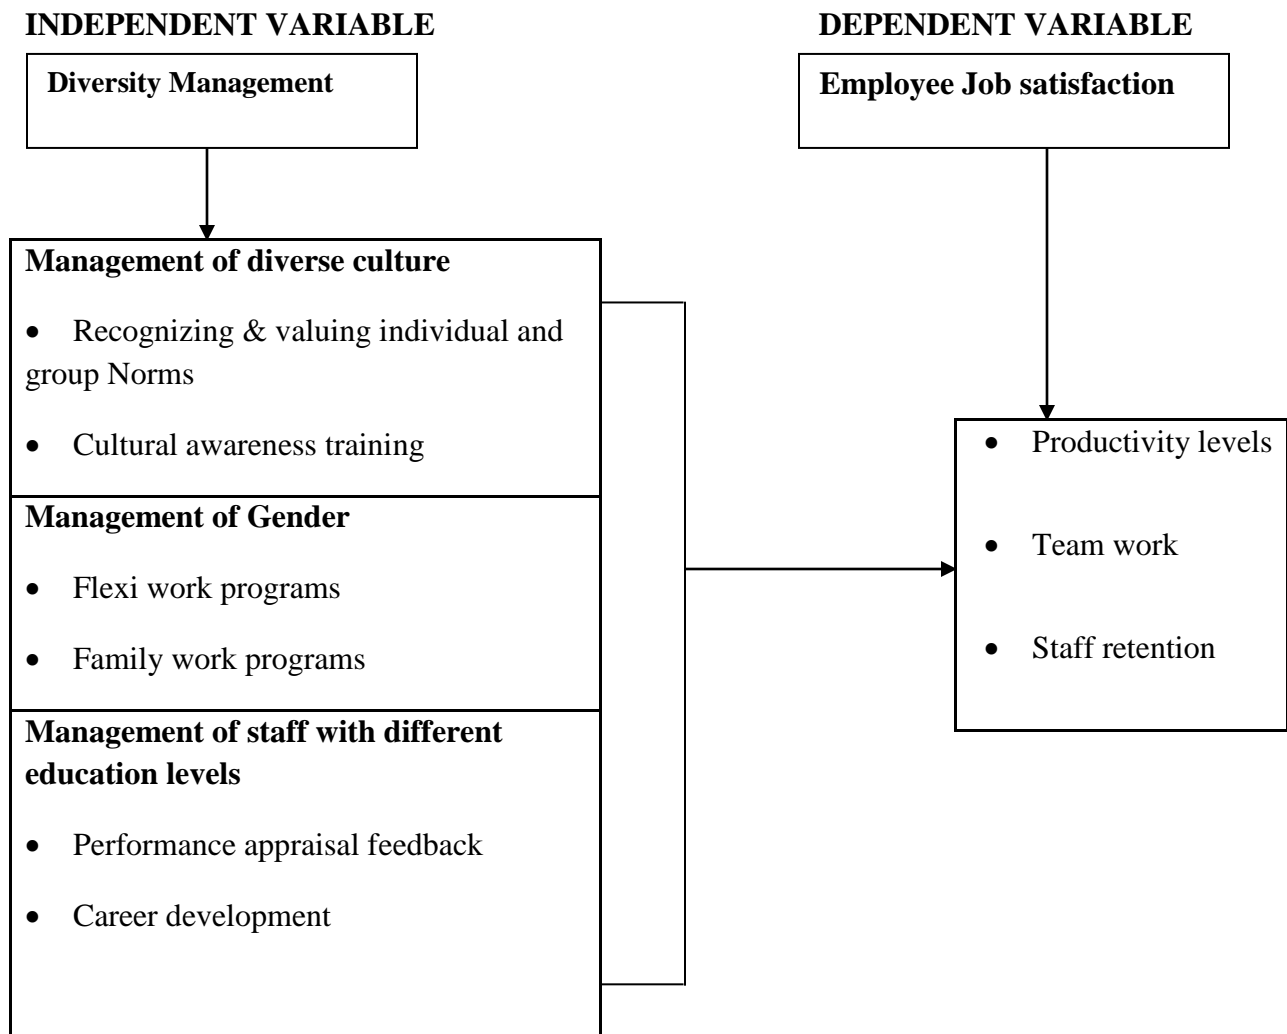 INDEPENDENT VARIABLE
DEPENDENT VARIABLE
Diversity Management
Employee Job satisfaction
Management of diverse culture
• Recognizing & valuing individual and
group Norms
• Cultural awareness training
Management of Gender
• Flexi work programs
• Family work programs
Management of staff with different
education levels
• Performance appraisal feedback
• Career development
• Productivity levels
• Team work
• Staff retention